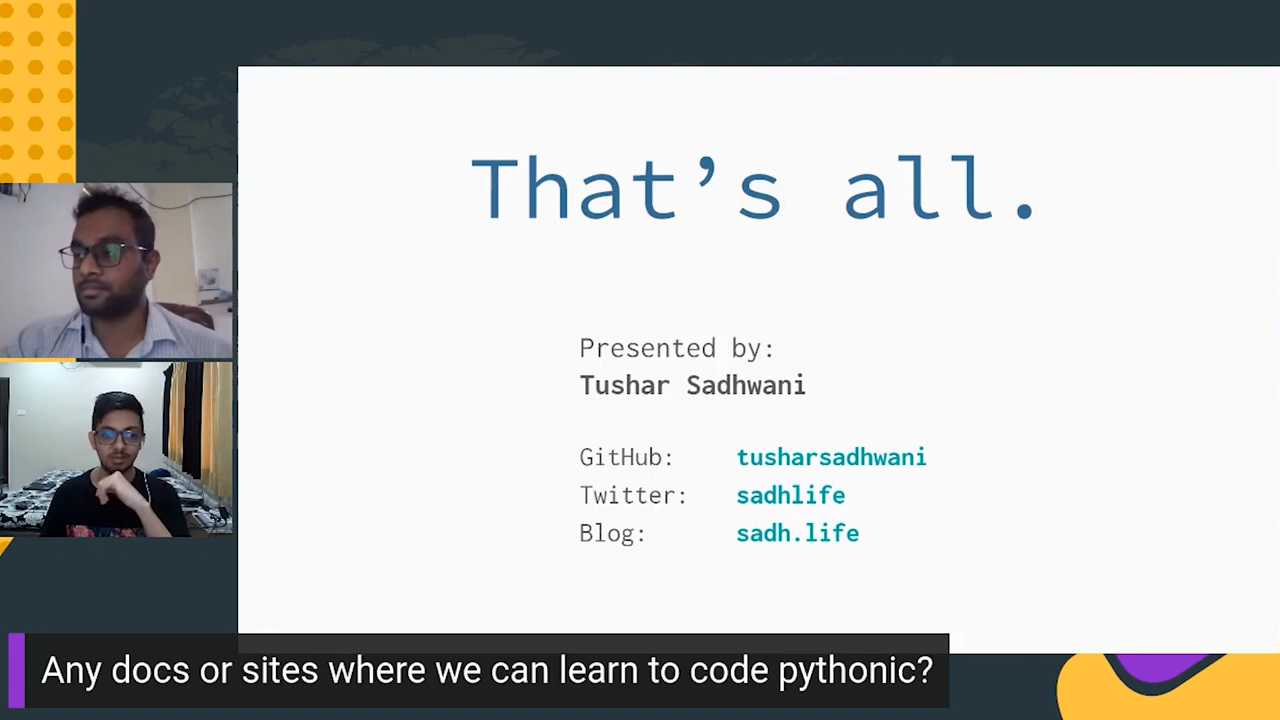 That’s all.
Presented by:
Tushar Sadhwani
GitHub: tusharsadhwani
Twitter: sadhlife
Blog: sadh.life
Any docs or sites where we can learn to code pythonic?